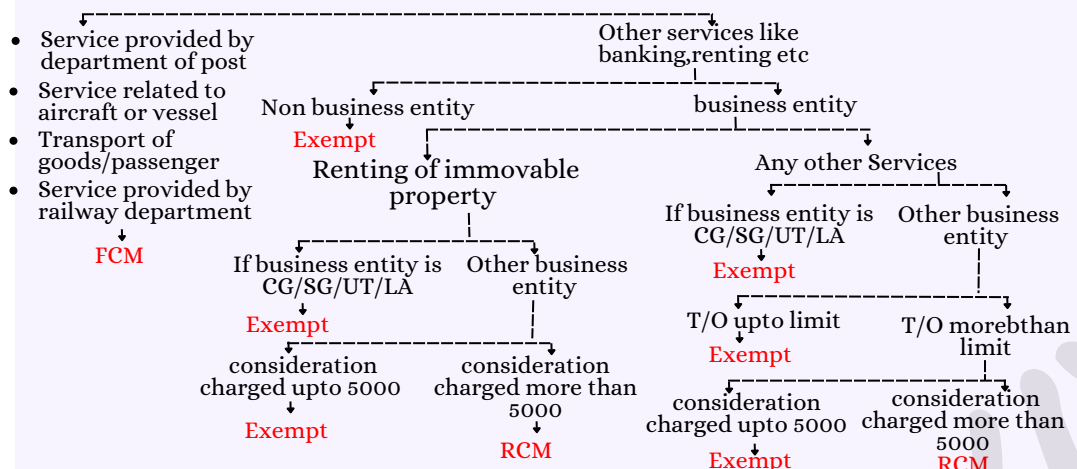 • Service provided by
department of post
• Service related to
aircraft or vessel
• Transport of
goods/passenger
• Service provided by
railway department
FCM
Other services like
banking,renting etc
Non business entity
Exempt
business entity
Renting of immovable
property
If business entity is
CG/SG/UT/LA
Exempt
Other business
entity
consideration
charged upto 5000
Exempt
consideration
charged more than
5000
RCM
Any other Services
If business entity is
CG/SG/UT/LA
Exempt
Other business
entity
T/O upto limit
Exempt
T/O morebthan
limit
consideration
charged upto 5000
Exempt
consideration
charged more than
5000
RCM